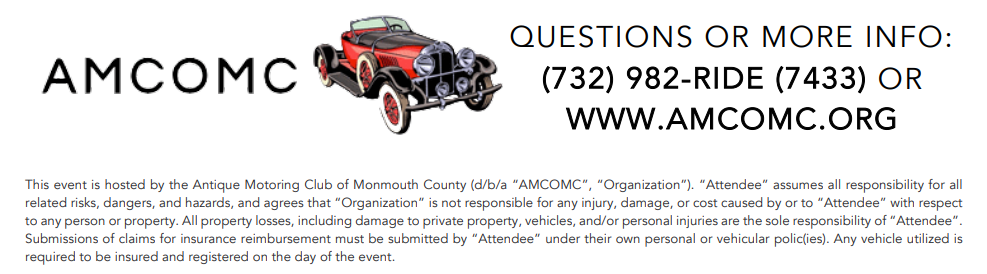 AMCOMC
QUESTIONS OR MORE INFO:
(732) 982-RIDE (7433) OR
WWW.AMCOMC.ORG
This event is hosted by the Antique Motoring Club of Monmouth County (d/b/a “AMCOMC”, “Organization”). “Attendee” assumes all responsibility for all
related risks, dangers, and hazards, and agrees that “Organization” is not responsible for any injury, damage, or cost caused by or to “Attendee” with respect
to any person or property. All property losses, including damage to private property, vehicles, and/or personal injuries are the sole responsibility of “Attendee”.
Submissions of claims for insurance reimbursement must be submitted by “Attendee” under their own personal or vehicular polic(ies). Any vehicle utilized is
required to be insured and registered on the day of the event.